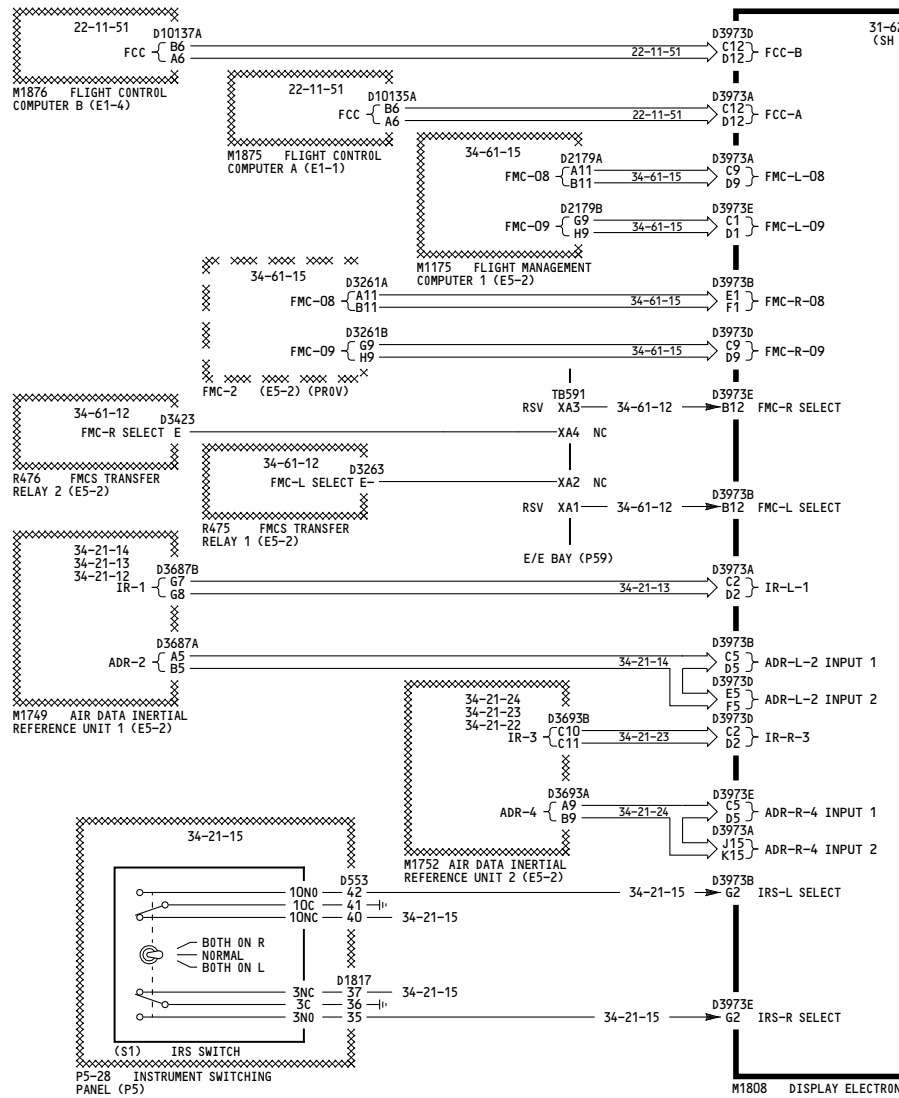 22-11-51
D10137A
FCC B6
A6
22-11-51
D3973D
C12
D12 FCC-B
31-62
(SH
M1876 FLIGHT CONTROL
COMPUTER B (E1-4)
22-11-51
D10135A
FCC B6
A6
22-11-51
D3973A
C12
D12 FCC-A
M1875 FLIGHT CONTROL
COMPUTER A (E1-1)
34-61-15
D2179A
FMC-08 A11
B11
34-61-15
D3973A
C9
D9 FMC-L-08
D2179B
FMC-09 G9
H9
34-61-15
D3973E
C1
D1 FMC-L-09
M1175 FLIGHT MANAGEMENT
COMPUTER 1 (E5-2)
34-61-15
D3261A
FMC-08 A11
B11
34-61-15
D3973B
E1
F1 FMC-R-08
D3261B
FMC-09 G9
H9
34-61-15
D3973D
C9
D9 FMC-R-09
FMC-2 (E5-2) (PROV)
TB591
RSV XA3 34-61-12
D3973E
B12 FMC-R SELECT
34-61-12
D3423
FMC-R SELECT E
XA4 NC
R476 FMCS TRANSFER
RELAY 2 (E5-2)
34-61-12
D3263
FMC-L SELECT E
XA2 NC
RSV XA1 34-61-12
D3973B
B12 FMC-L SELECT
R475 FMCS TRANSFER
RELAY 1 (E5-2)
E/E BAY (P59)
34-21-14
34-21-13
34-21-12
D3687B
IR-1 G7
G8
34-21-13
D3973A
C2
D2 IR-L-1
D3687A
ADR-2 A5
B5
34-21-14
D3973B
C5
D5 ADR-L-2 INPUT 1
D3973D
E5
F5 ADR-L-2 INPUT 2
M1749 AIR DATA INERTIAL
REFERENCE UNIT 1 (E5-2)
34-21-24
34-21-23
34-21-22
D3693B
IR-3 C10
C11
34-21-23
D3973D
C2
D2 IR-R-3
D3693A
ADR-4 A9
B9
34-21-24
D3973E
C5
D5 ADR-R-4 INPUT 1
D3973A
J15
K15 ADR-R-4 INPUT 2
M1752 AIR DATA INERTIAL
REFERENCE UNIT 2 (E5-2)
34-21-15
D553
10NO 42 34-21-15
D3973B
G2 IRS-L SELECT
10C 41
10NC 40 34-21-15
BOTH ON R
NORMAL
BOTH ON L
D1817
3NC 37 34-21-15
3C 36
3NO 35 34-21-15
D3973E
G2 IRS-R SELECT
(S1) IRS SWITCH
P5-28 INSTRUMENT SWITCHING
PANEL (P5)
M1808 DISPLAY ELECTRON